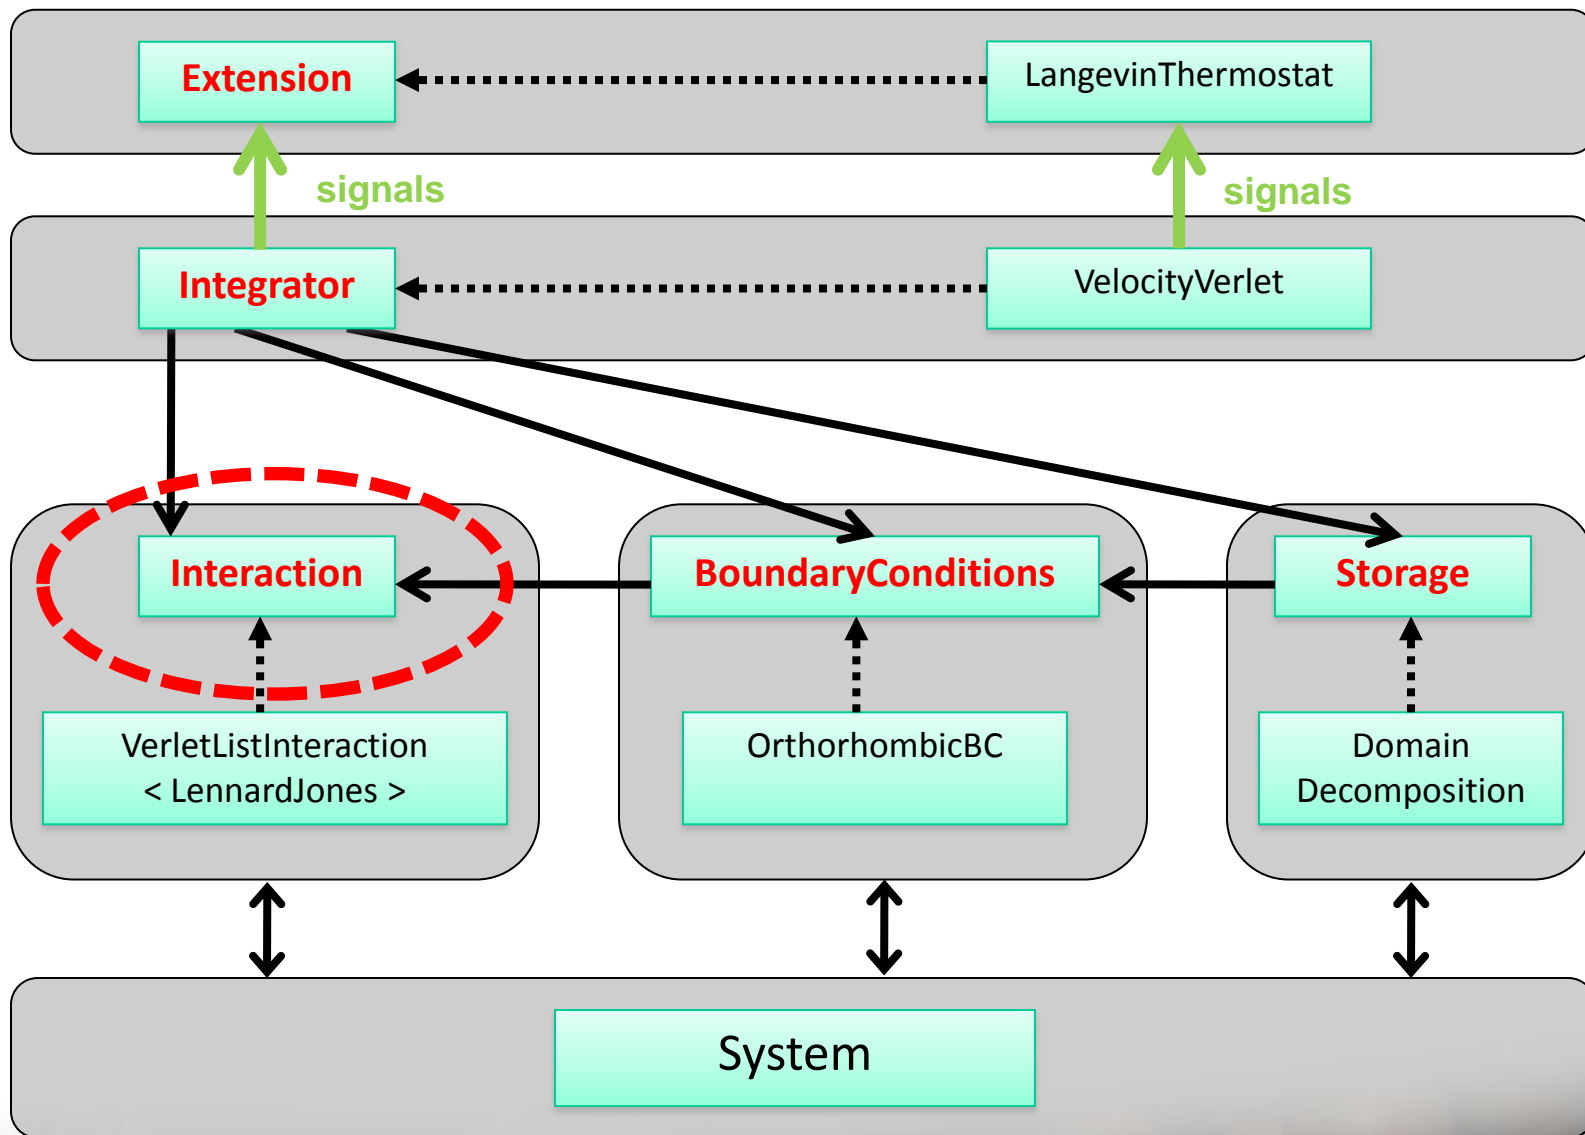 Extension
LangevinThermostat
signals
signals
Integrator
VelocityVerlet
Interaction
BoundaryConditions
Storage
VerletListInteraction
< LennardJones >
OrthorhombicBC
Domain
Decomposition
System